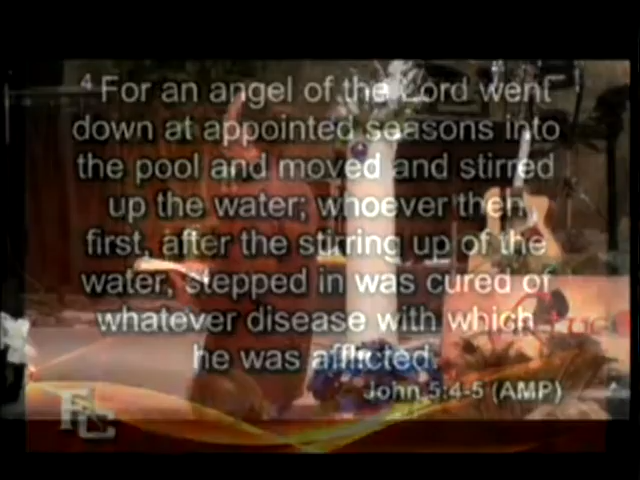 4 For an angel of the Lord went
down at appointed seasons into
the pool and moved and stirred
up the water; whoever then
first, after the stirring up of the
water, stepped in was cured of
whatever disease with which
he was afflicted.
John 5:4-5 (AMP)
FC